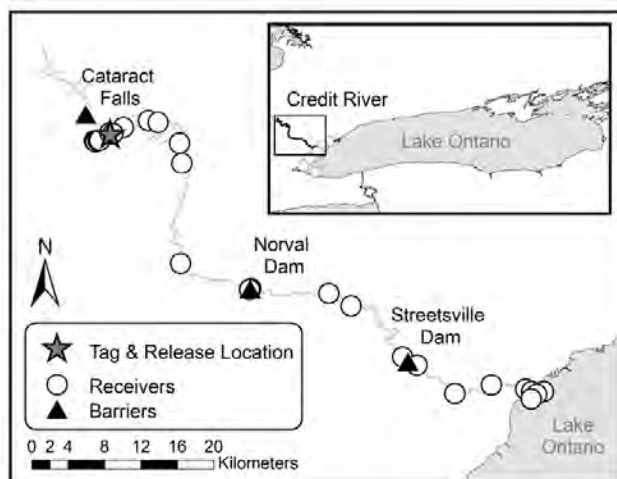 Cataract
Falls
Credit River
Lake Ontario
N
Norval
Dam
Streetsville
Dam
Tag & Release Location
Receivers
Barriers
Lake
Ontario
0 2 4 8 12 16 20
Kilometers